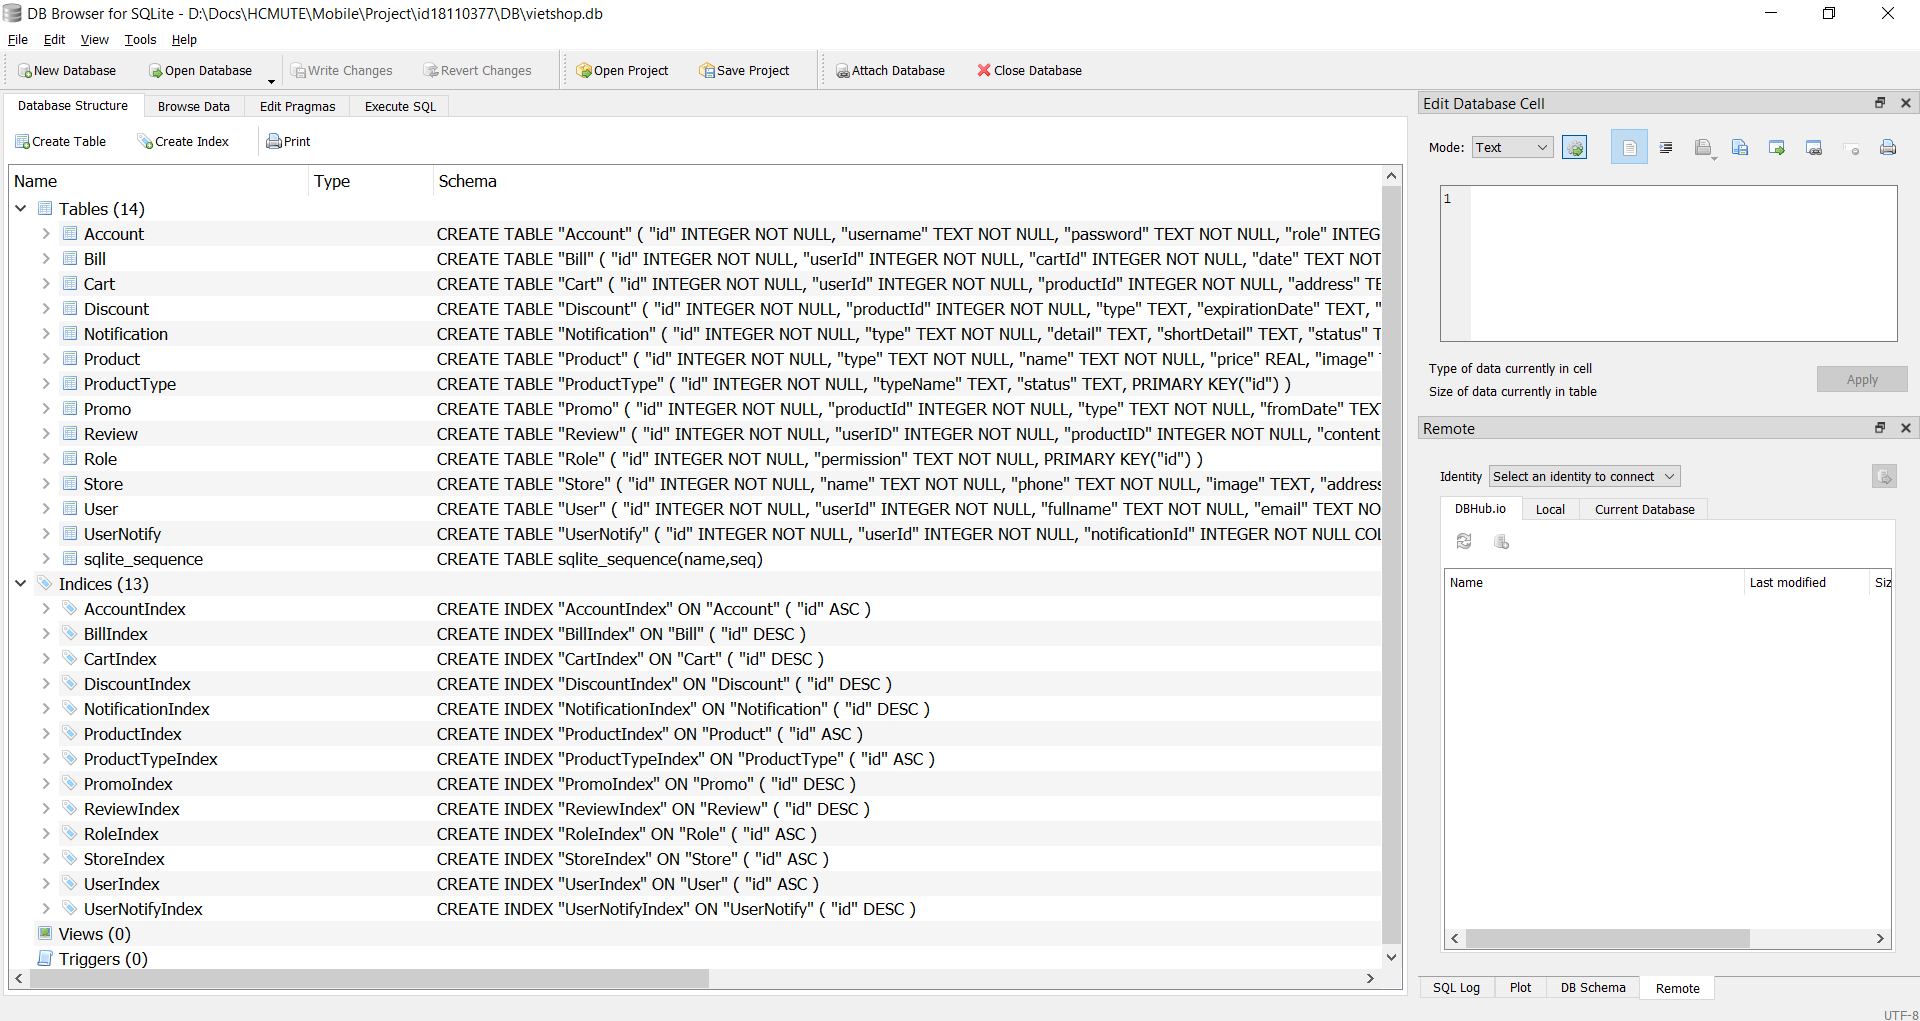 DB Browser for SQLite - D:\Docs\HCMUTE\Mobile\Project\id18110377\DB\vietshop.db
File Edit View Tools Help
New Database Open Database Write Changes Revert Changes Open Project Save Project Attach Database Close Database
Database Structure Browse Data Edit Pragmas Execute SQL
Create Table Create Index Print
Name Type Schema
Tables (14)
Account CREATE TABLE "Account" ( "id" INTEGER NOT NULL, "username" TEXT NOT NULL, "password" TEXT NOT NULL, "role" INTEG
Bill CREATE TABLE "Bill" ( "id" INTEGER NOT NULL, "userId" INTEGER NOT NULL, "cartId" INTEGER NOT NULL, "date" TEXT NOT
Cart CREATE TABLE "Cart" ( "id" INTEGER NOT NULL, "userId" INTEGER NOT NULL, "productId" INTEGER NOT NULL, "address" TE
Discount CREATE TABLE "Discount" ( "id" INTEGER NOT NULL, "productId" INTEGER NOT NULL, "type" TEXT, "expirationDate" TEXT, "
Notification CREATE TABLE "Notification" ( "id" INTEGER NOT NULL, "type" TEXT NOT NULL, "detail" TEXT, "shortDetail" TEXT, "status" T
Product CREATE TABLE "Product" ( "id" INTEGER NOT NULL, "type" TEXT NOT NULL, "name" TEXT NOT NULL, "price" REAL, "image" T
ProductType CREATE TABLE "ProductType" ( "id" INTEGER NOT NULL, "typeName" TEXT, "status" TEXT, PRIMARY KEY("id") )
Promo CREATE TABLE "Promo" ( "id" INTEGER NOT NULL, "productId" INTEGER NOT NULL, "type" TEXT NOT NULL, "fromDate" TEX
Review CREATE TABLE "Review" ( "id" INTEGER NOT NULL, "userID" INTEGER NOT NULL, "productID" INTEGER NOT NULL, "content
Role CREATE TABLE "Role" ( "id" INTEGER NOT NULL, "permission" TEXT NOT NULL, PRIMARY KEY("id") )
Store CREATE TABLE "Store" ( "id" INTEGER NOT NULL, "name" TEXT NOT NULL, "phone" TEXT NOT NULL, "image" TEXT, "address
User CREATE TABLE "User" ( "id" INTEGER NOT NULL, "userId" INTEGER NOT NULL, "fullname" TEXT NOT NULL, "email" TEXT NO
UserNotify CREATE TABLE "UserNotify" ( "id" INTEGER NOT NULL, "userId" INTEGER NOT NULL, "notificationId" INTEGER NOT NULL COL
sqlite_sequence CREATE TABLE sqlite_sequence(name,seq)
Indices (13)
AccountIndex CREATE INDEX "AccountIndex" ON "Account" ( "id" ASC )
BillIndex CREATE INDEX "BillIndex" ON "Bill" ( "id" DESC )
CartIndex CREATE INDEX "CartIndex" ON "Cart" ( "id" DESC )
DiscountIndex CREATE INDEX "DiscountIndex" ON "Discount" ( "id" DESC )
NotificationIndex CREATE INDEX "NotificationIndex" ON "Notification" ( "id" DESC )
ProductIndex CREATE INDEX "ProductIndex" ON "Product" ( "id" ASC )
ProductTypeIndex CREATE INDEX "ProductTypeIndex" ON "ProductType" ( "id" ASC )
PromoIndex CREATE INDEX "PromoIndex" ON "Promo" ( "id" DESC )
ReviewIndex CREATE INDEX "ReviewIndex" ON "Review" ( "id" DESC )
RoleIndex CREATE INDEX "RoleIndex" ON "Role" ( "id" ASC )
StoreIndex CREATE INDEX "StoreIndex" ON "Store" ( "id" ASC )
UserIndex CREATE INDEX "UserIndex" ON "User" ( "id" ASC )
UserNotifyIndex CREATE INDEX "UserNotifyIndex" ON "UserNotify" ( "id" DESC )
Views (0)
Triggers (0)
Edit Database Cell
Mode: Text
1
Type of data currently in cell
Size of data currently in table
Apply
Remote
Identity Select an identity to connect
DBHub.io Local Current Database
Name Last modified Siz
SQL Log Plot DB Schema Remote
UTF-8